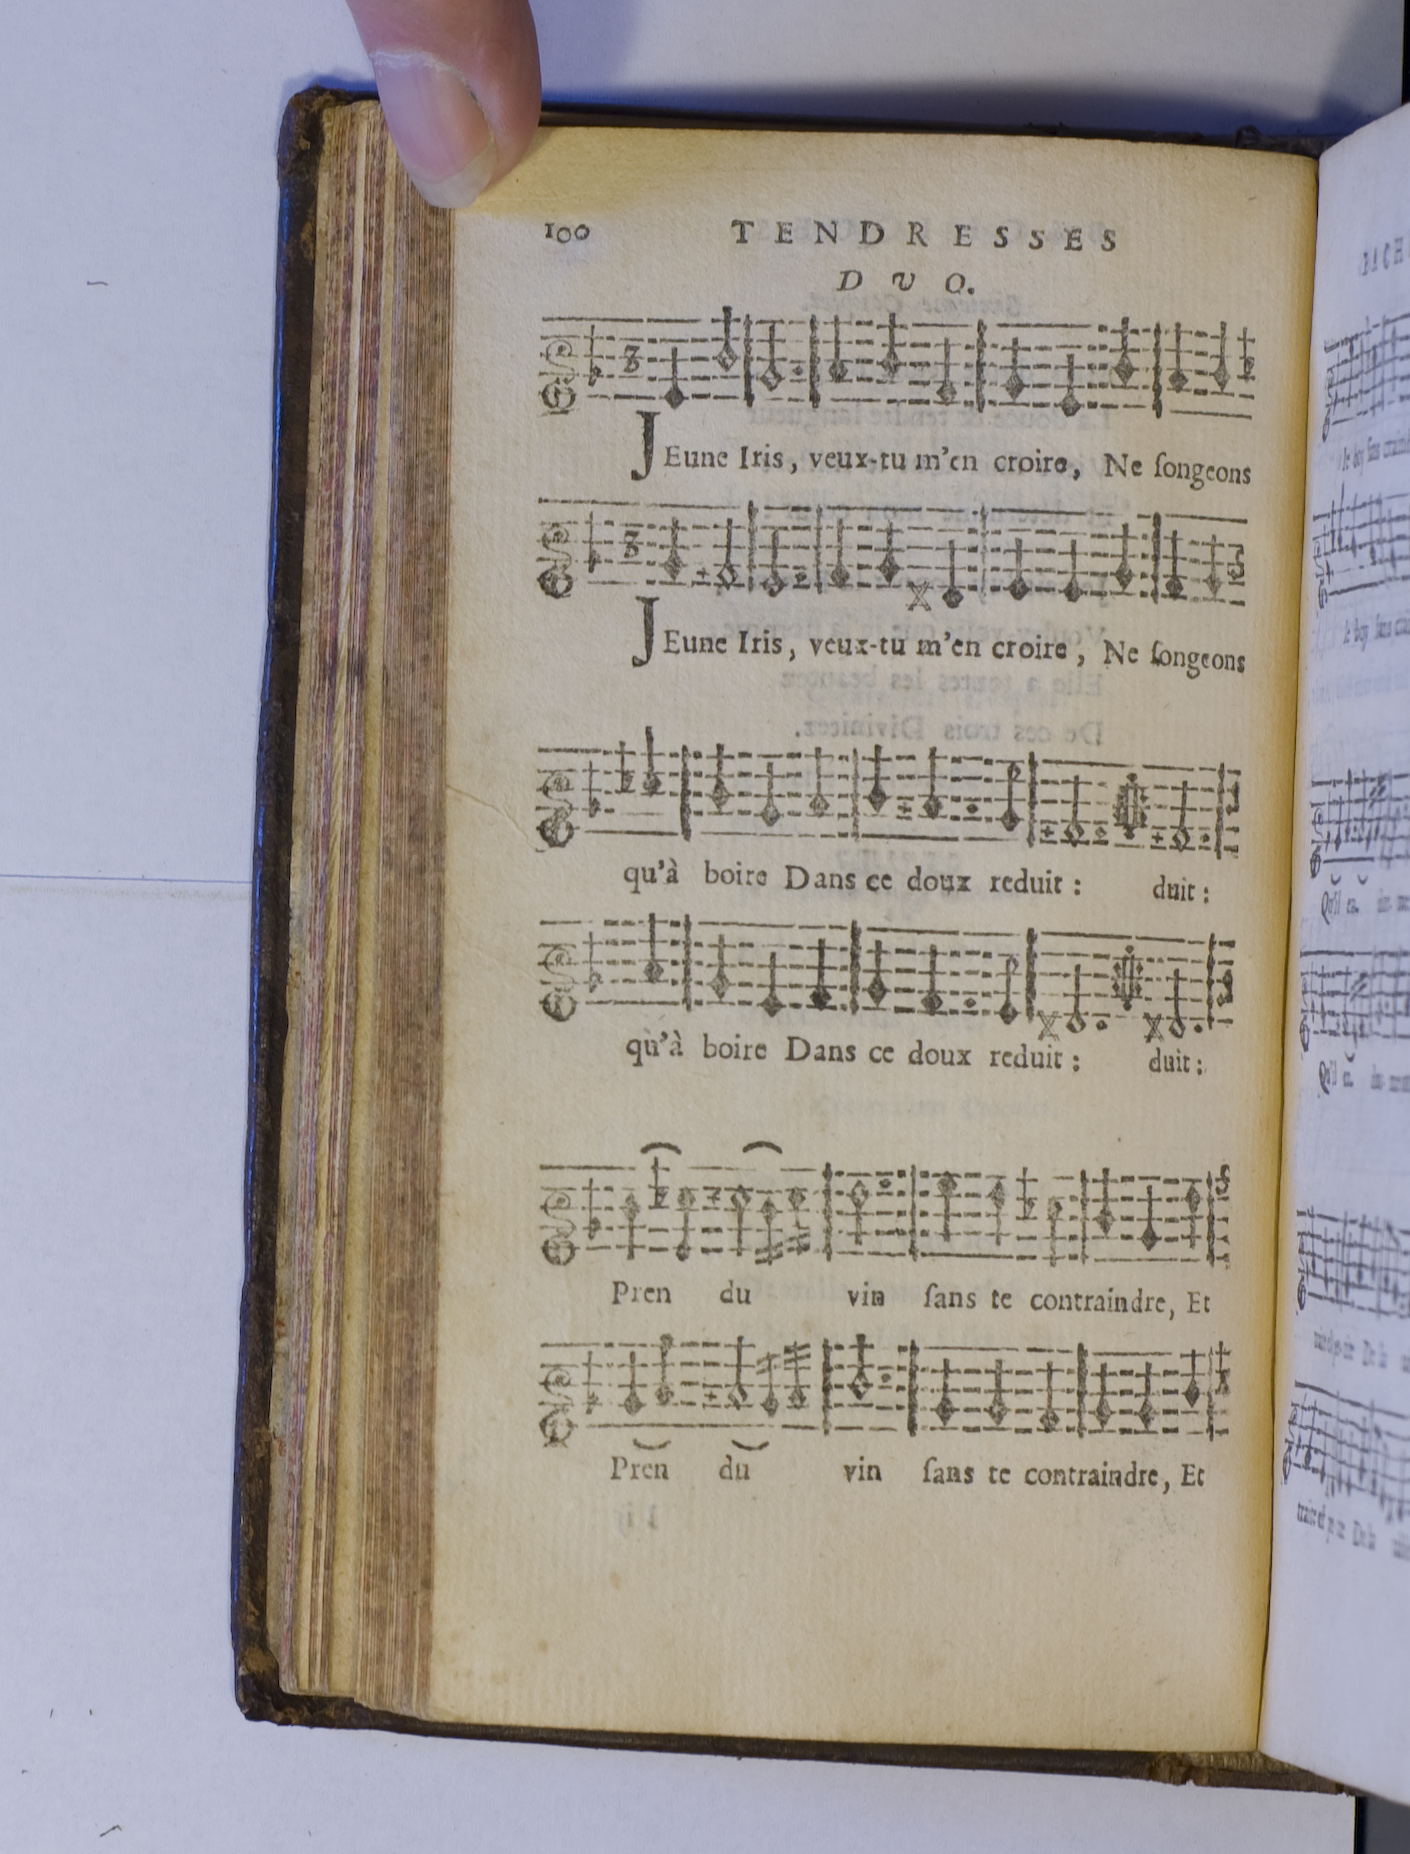 100 TENDRESSES
DVO.
JEune Iris, veux-tu m'en croire, Ne ſongeons
JEune Iris, veux-tu m'en croire, Ne ſongeons
qu'à boire Dans ce doux reduit : duit :
qu'à boire Dans ce doux reduit : duit :
Pren du vin ſans te contraindre, Et
Pren du vin ſans te contraindre, Et